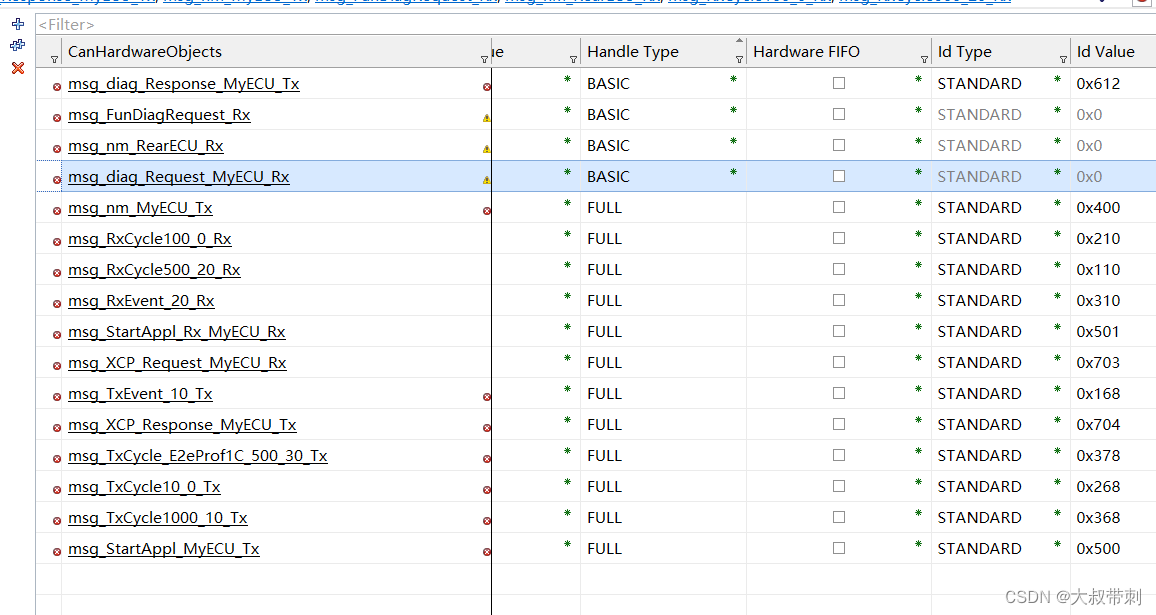 <Filter>
CanHardwareObjects ue Handle Type Hardware FIFO Id Type Id Value
msg_diag_Response_MyECU_Tx * BASIC * * STANDARD * 0x612
msg_FunDiagRequest_Rx * BASIC * * STANDARD * 0x0
msg_nm_RearECU_Rx * BASIC * * STANDARD * 0x0
msg_diag_Request_MyECU_Rx * BASIC * * STANDARD * 0x0
msg_nm_MyECU_Tx * FULL * STANDARD * 0x400
msg_RxCycle100_0_Rx * FULL * STANDARD * 0x210
msg_RxCycle500_20_Rx * FULL * STANDARD * 0x110
msg_RxEvent_20_Rx * FULL * STANDARD * 0x310
msg_StartAppl_Rx_MyECU_Rx * FULL * STANDARD * 0x501
msg_XCP_Request_MyECU_Rx * FULL * STANDARD * 0x703
msg_TxEvent_10_Tx * FULL * STANDARD * 0x168
msg_XCP_Response_MyECU_Tx * FULL * STANDARD * 0x704
msg_TxCycle_E2eProf1C_500_30_Tx * FULL * STANDARD * 0x378
msg_TxCycle10_0_Tx * FULL * STANDARD * 0x268
msg_TxCycle1000_10_Tx * FULL * STANDARD * 0x368
msg_StartAppl_MyECU_Tx * FULL * STANDARD * 0x500
CSDN @大叔带刺